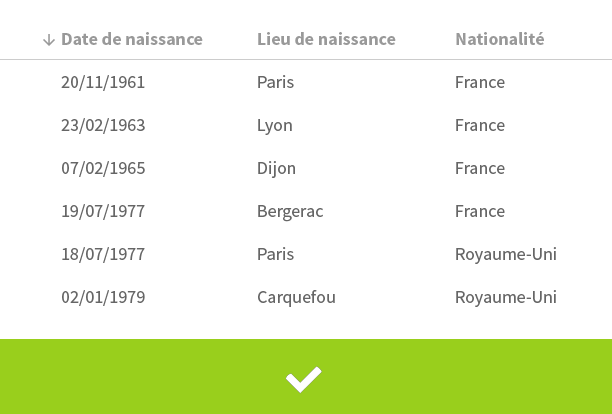 ↓ Date de naissance Lieu de naissance Nationalité
20/11/1961 Paris France
23/02/1963 Lyon France
07/02/1965 Dijon France
19/07/1977 Bergerac France
18/07/1977 Paris Royaume-Uni
02/01/1979 Carquefou Royaume-Uni